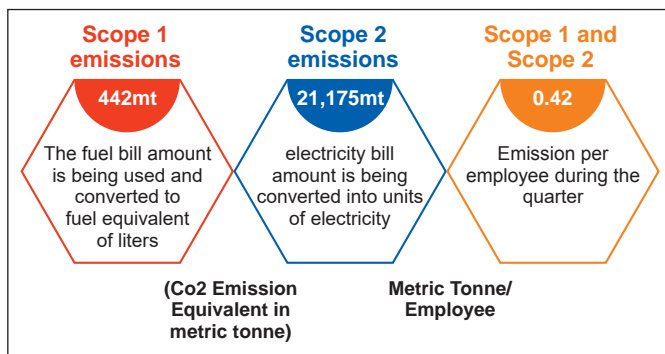 Scope 1
emissions
442mt
The fuel bill amount
is being used and
converted to
fuel equivalent
of liters
Scope 2
emissions
21,175mt
electricity bill
amount is being
converted into units
of electricity
Scope 1 and
Scope 2
0.42
Emission per
employee during the
quarter
(Co2 Emission
Equivalent in
metric tonne)
Metric Tonne/
Employee